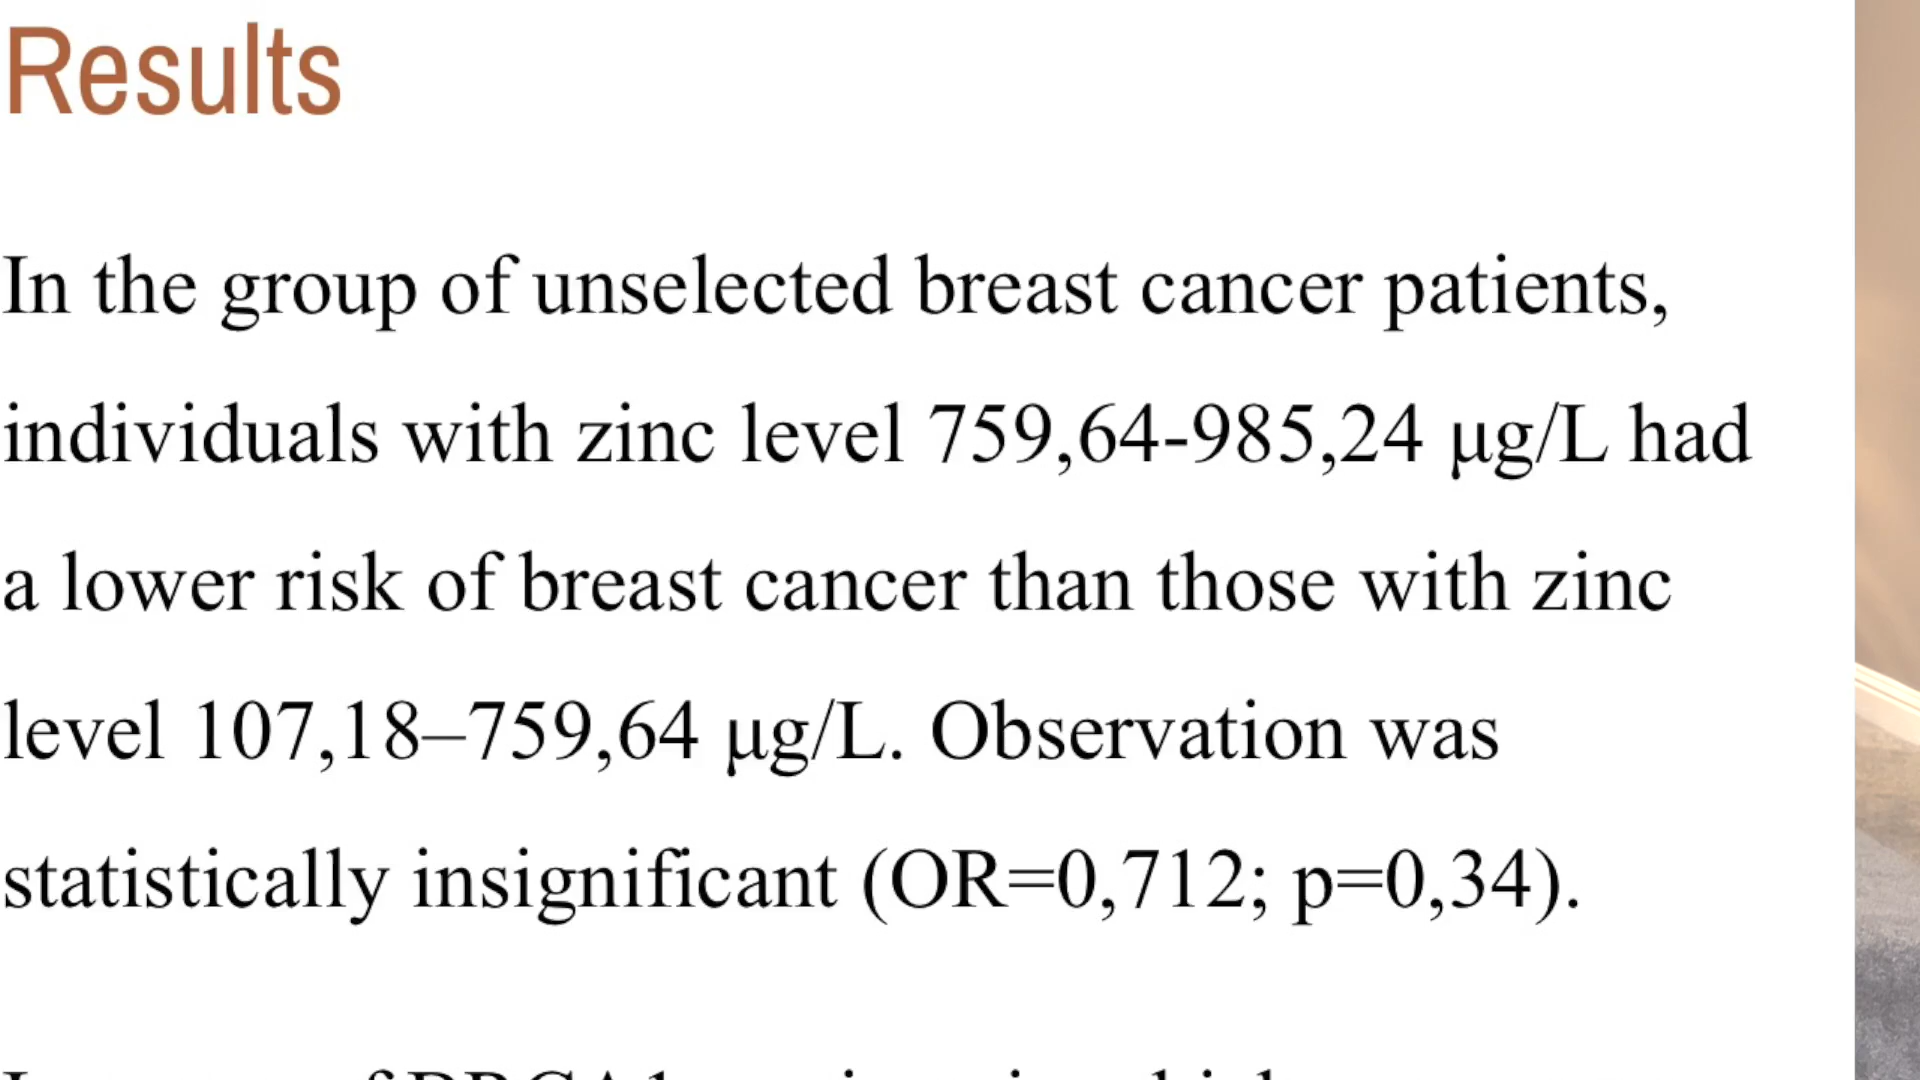 Results
In the group of unselected breast cancer patients,
individuals with zinc level 759,64-985,24 µg/L had
a lower risk of breast cancer than those with zinc
level 107,18–759,64 µg/L. Observation was
statistically insignificant (OR=0,712; p=0,34).